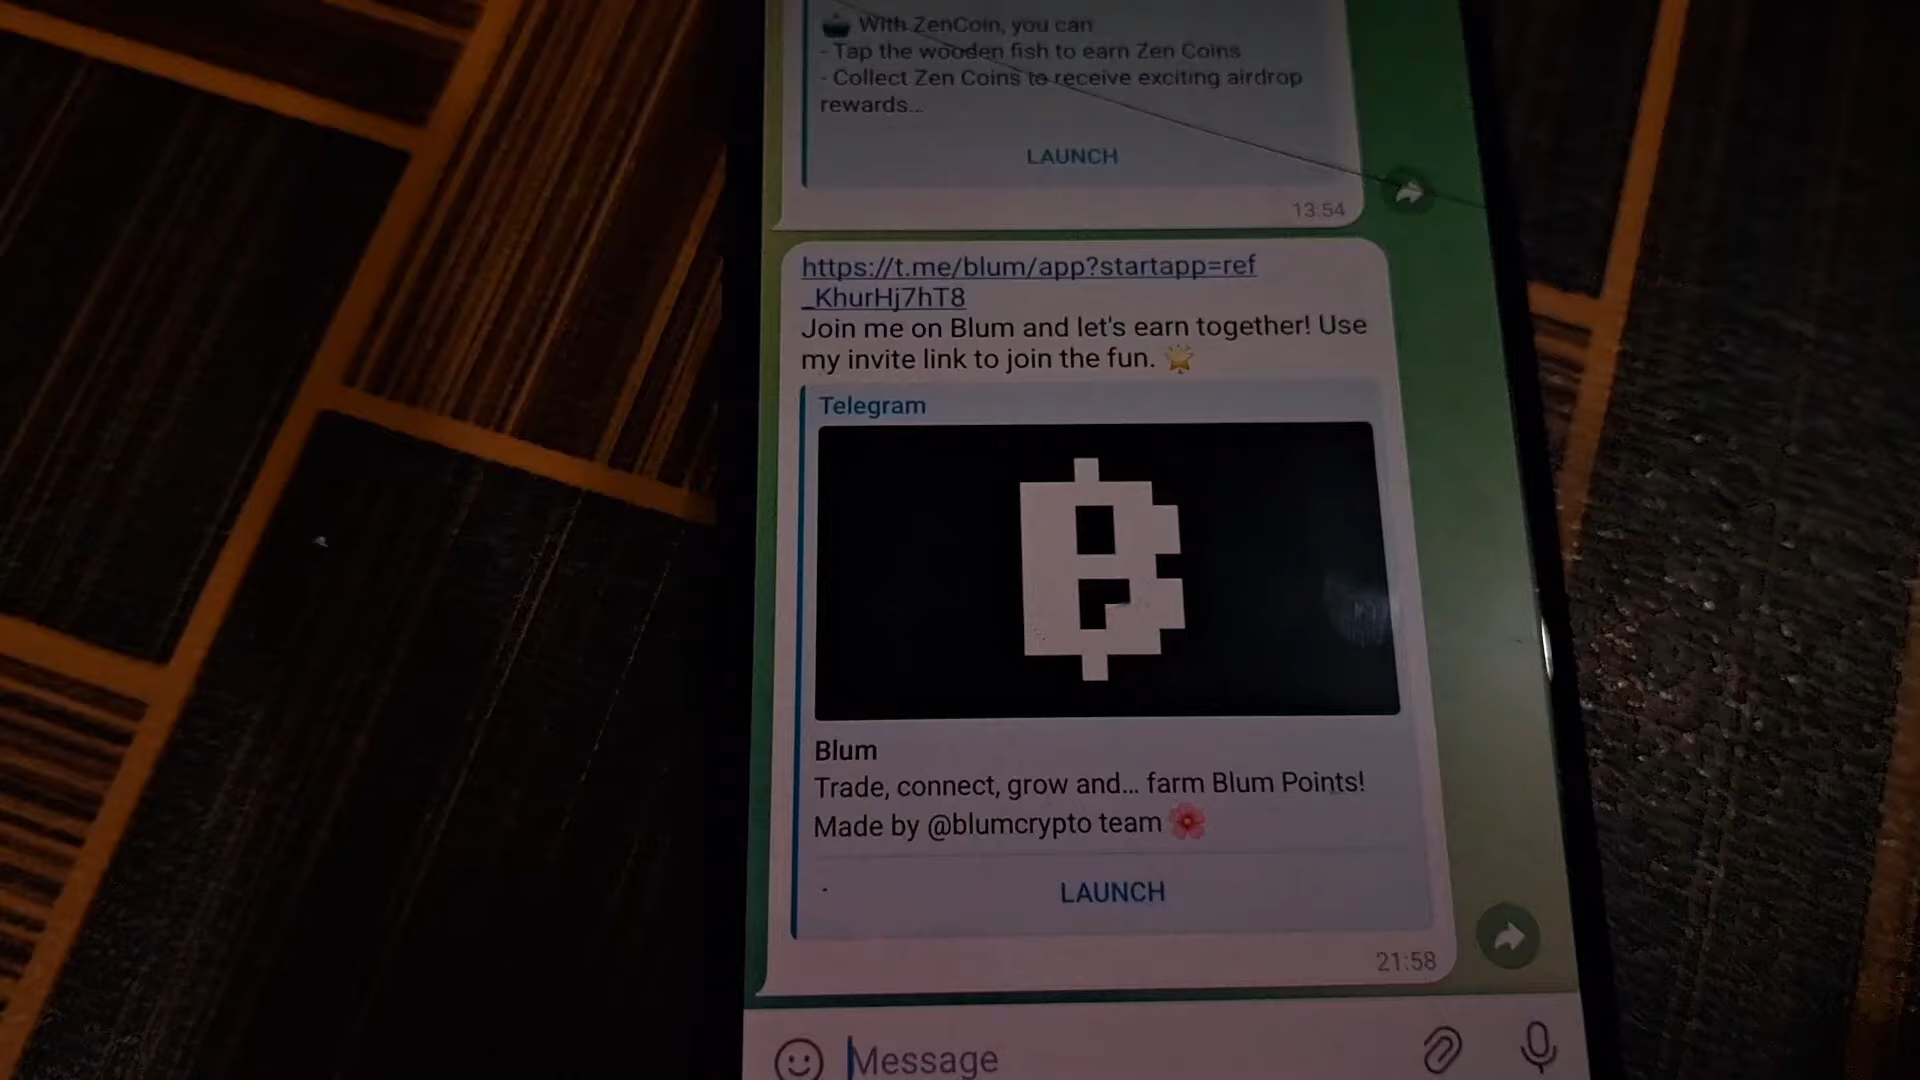 With ZenCoin, you can
- Tap the wooden fish to earn Zen Coins
- Collect Zen Coins to receive exciting airdrop
rewards...
LAUNCH
13:54
https://t.me/blum/app?startapp=ref
_KhurHj7hT8
Join me on Blum and let's earn together! Use
my invite link to join the fun. 🌟
Telegram
Blum
Trade, connect, grow and... farm Blum Points!
Made by @blumcrypto team 🌸
LAUNCH
21:58
Message